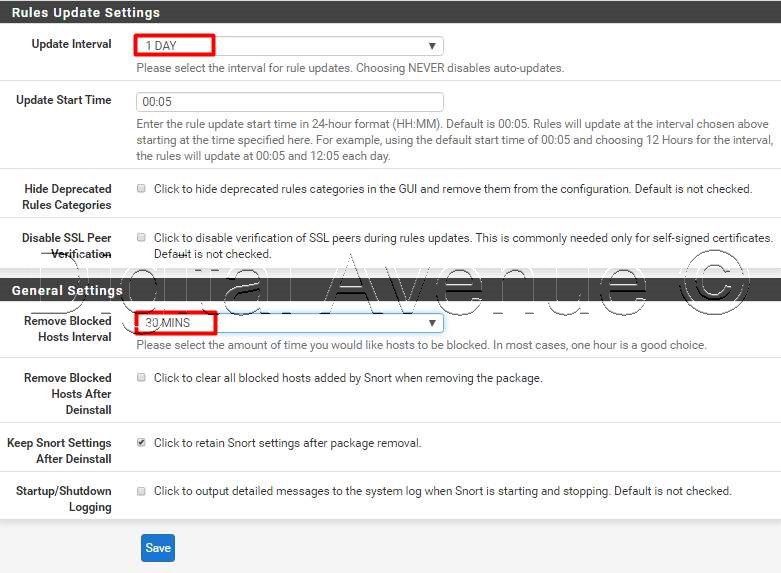 Rules Update Settings
Update Interval
1 DAY
Please select the interval for rule updates. Choosing NEVER disables auto-updates.
Update Start Time
00:05
Enter the rule update start time in 24-hour format (HH:MM). Default is 00:05. Rules will update at the interval chosen above
starting at the time specified here. For example, using the default start time of 00:05 and choosing 12 Hours for the interval,
the rules will update at 00:05 and 12:05 each day.
Hide Deprecated
Rules Categories
Click to hide deprecated rules categories in the GUI and remove them from the configuration. Default is not checked.
Disable SSL Peer
Verification
Click to disable verification of SSL peers during rules updates. This is commonly needed only for self-signed certificates.
Default is not checked.
Digital Avenue ©
General Settings
Remove Blocked
Hosts Interval
30 MINS
Please select the amount of time you would like hosts to be blocked. In most cases, one hour is a good choice.
Remove Blocked
Hosts After
Deinstall
Click to clear all blocked hosts added by Snort when removing the package.
Keep Snort Settings
After Deinstall
Click to retain Snort settings after package removal.
Startup/Shutdown
Logging
Click to output detailed messages to the system log when Snort is starting and stopping. Default is not checked.
Save